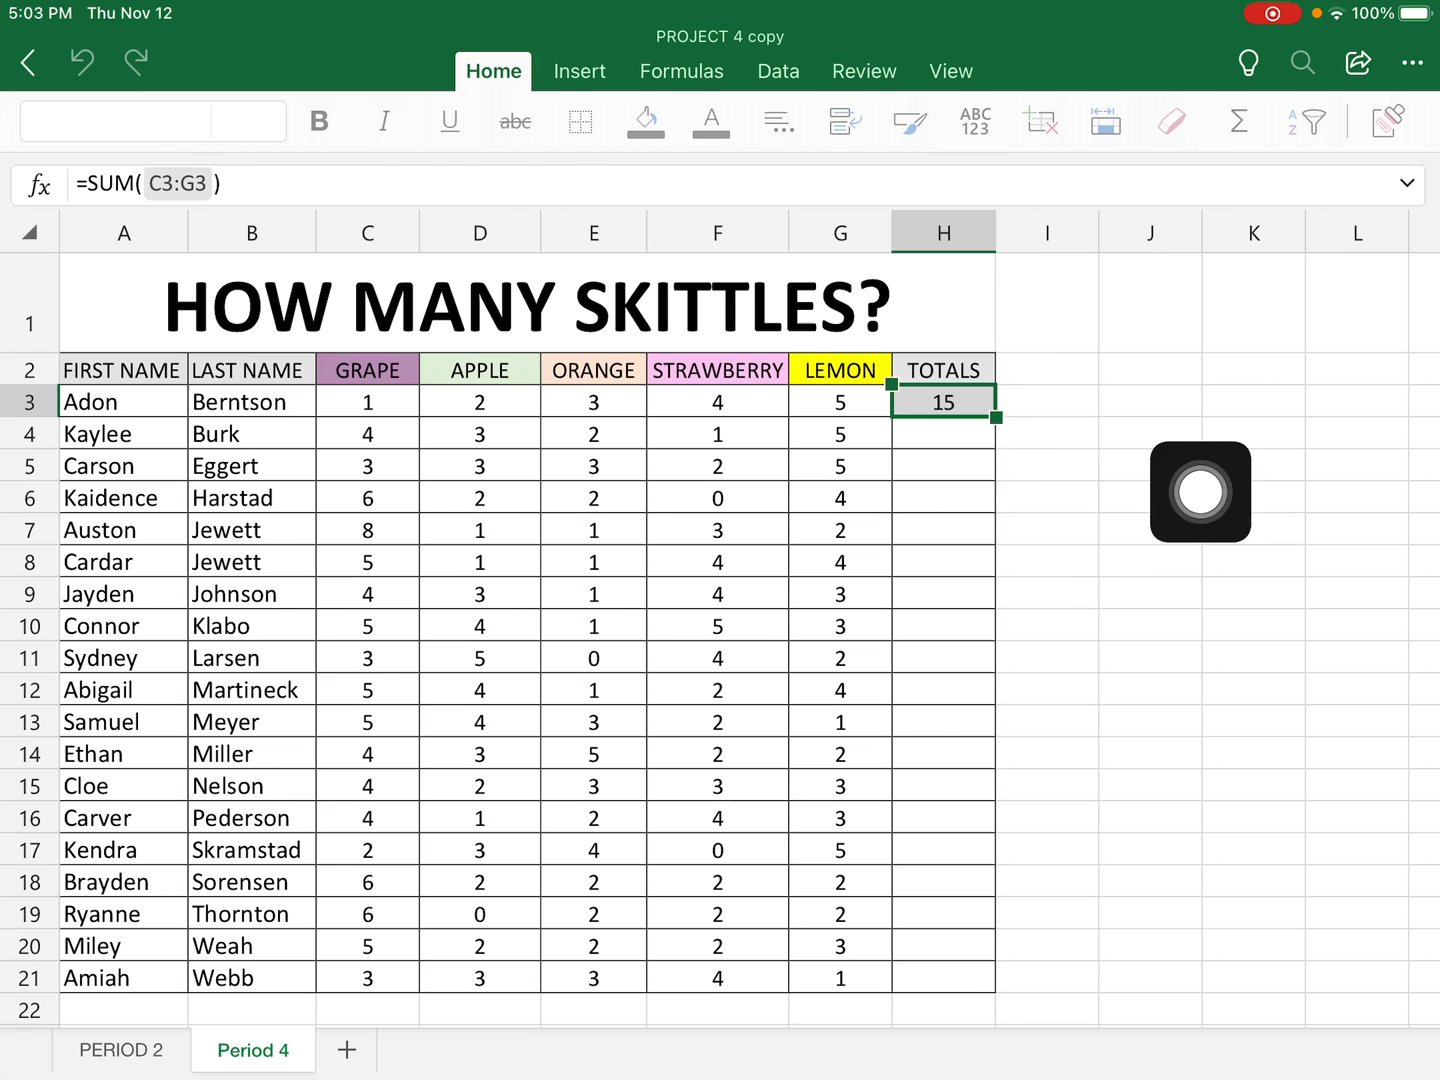 5:03 PM Thu Nov 12 100%
PROJECT 4 copy
Home Insert Formulas Data Review View
B I U abc A ABC 123 Σ A Z
fx =SUM( C3:G3 )
A B C D E F G H I J K L
1 HOW MANY SKITTLES?
2 FIRST NAME LAST NAME GRAPE APPLE ORANGE STRAWBERRY LEMON TOTALS
3 Adon Berntson 1 2 3 4 5 15
4 Kaylee Burk 4 3 2 1 5
5 Carson Eggert 3 3 3 2 5
6 Kaidence Harstad 6 2 2 0 4
7 Auston Jewett 8 1 1 3 2
8 Cardar Jewett 5 1 1 4 4
9 Jayden Johnson 4 3 1 4 3
10 Connor Klabo 5 4 1 5 3
11 Sydney Larsen 3 5 0 4 2
12 Abigail Martineck 5 4 1 2 4
13 Samuel Meyer 5 4 3 2 1
14 Ethan Miller 4 3 5 2 2
15 Cloe Nelson 4 2 3 3 3
16 Carver Pederson 4 1 2 4 3
17 Kendra Skramstad 2 3 4 0 5
18 Brayden Sorensen 6 2 2 2 2
19 Ryanne Thornton 6 0 2 2 2
20 Miley Weah 5 2 2 2 3
21 Amiah Webb 3 3 3 4 1
22
PERIOD 2 Period 4 +